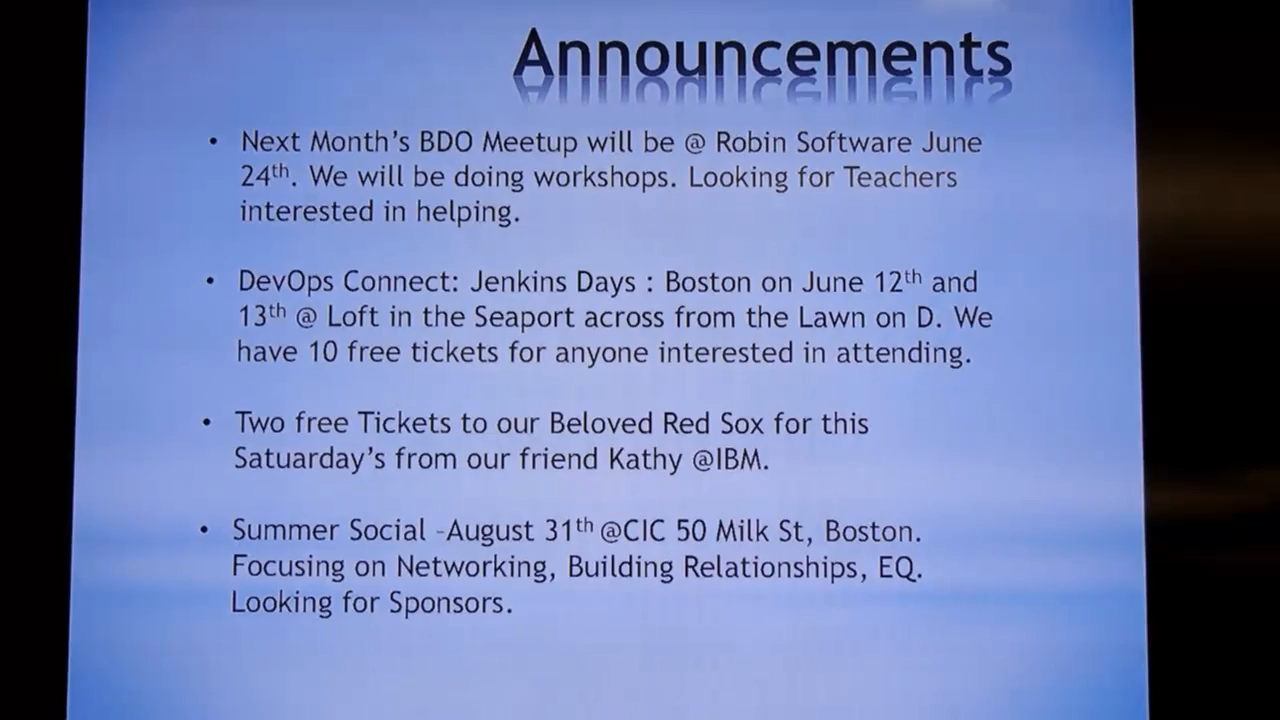 Announcements
• Next Month's BDO Meetup will be @ Robin Software June
24th. We will be doing workshops. Looking for Teachers
interested in helping.
• DevOps Connect: Jenkins Days : Boston on June 12th and
13th @ Loft in the Seaport across from the Lawn on D. We
have 10 free tickets for anyone interested in attending.
• Two free Tickets to our Beloved Red Sox for this
Satuarday's from our friend Kathy @IBM.
• Summer Social -August 31th @CIC 50 Milk St, Boston.
Focusing on Networking, Building Relationships, EQ.
Looking for Sponsors.